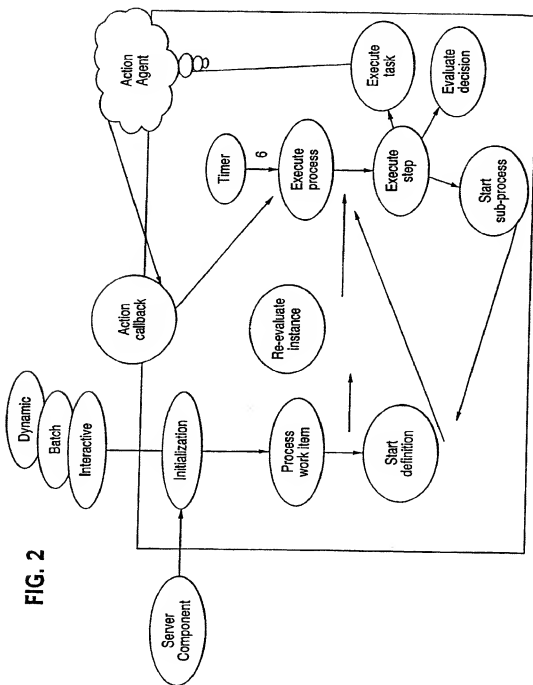 FIG. 2
Dynamic
Batch
Interactive
Action
Agent
Action
callback
Server
Component
Initialization
Timer
6
Execute
task
Process
work item
Re-evaluate
instance
Execute
process
Execute
step
Evaluate
decision
Start
definition
Start
sub-process